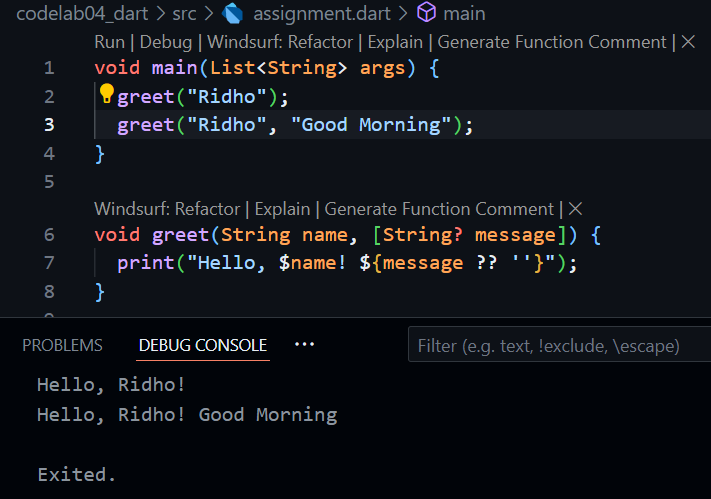 codelab04_dart > src > assignment.dart > main
Run | Debug | Windsurf: Refactor | Explain | Generate Function Comment | ×
1 void main(List<String> args) {
2 greet("Ridho");
3 greet("Ridho", "Good Morning");
4 }
5
Windsurf: Refactor | Explain | Generate Function Comment | ×
6 void greet(String name, [String? message]) {
7 print("Hello, $name! ${message ?? ''}");
8 }
PROBLEMS DEBUG CONSOLE ··· Filter (e.g. text, !exclude, \escape)
Hello, Ridho!
Hello, Ridho! Good Morning
Exited.